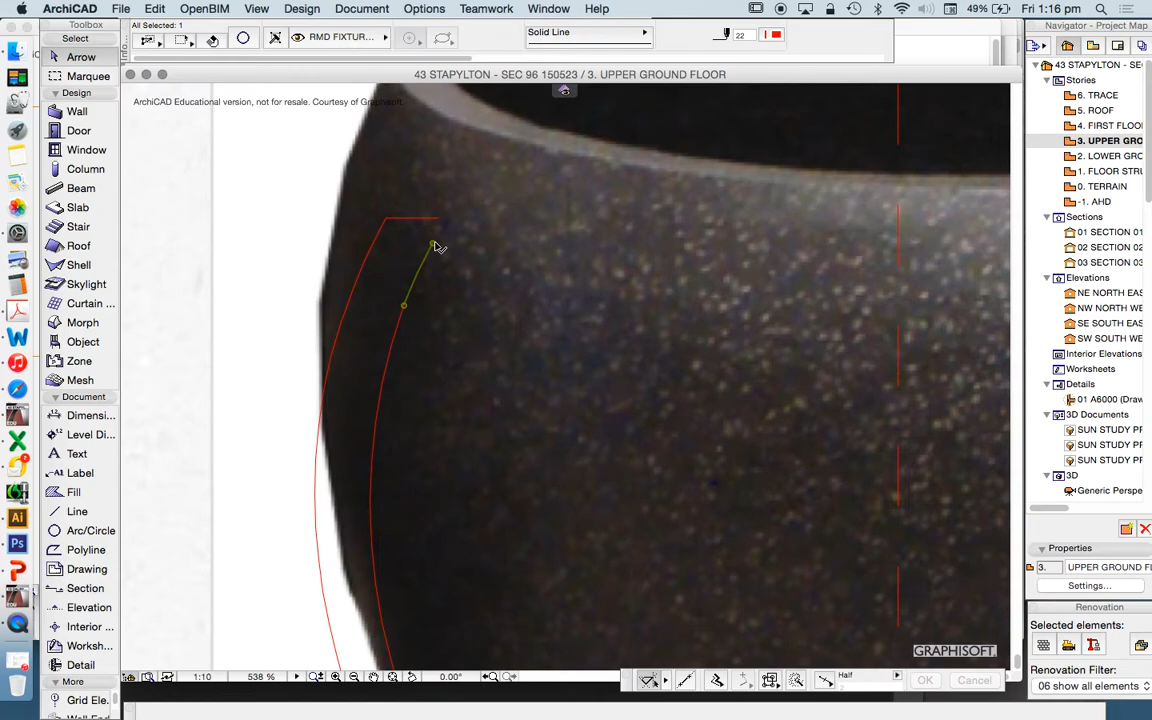 ArchiCAD File Edit View OpenBIM Design Document Options Teamwork Window Help 49% Fri 1:16 pm
Toolbox
Select
Arrow
Marquee
Design
Wall
Door
Window
Column
Beam
Slab
Stair
Roof
Shell
Skylight
Curtain ...
Morph
Object
Zone
Mesh
Document
Dimensi...
Level Di...
Text
Label
Fill
Line
Arc/Circle
Polyline
Drawing
Section
Elevation
Interior ...
Worksh...
Detail
More
Grid Ele...
All Selected: 1
RMD FIXTUR...
Solid Line
22
43 STAPYLTON - SEC 96 150523 / 3. UPPER GROUND FLOOR
ArchiCAD Educational version, not for resale. Courtesy of Graphisoft.
GRAPHISOFT.
1:10 538 % 0.00°
Half
2
OK Cancel
Navigator - Project Map
43 STAPYLTON - SEC
Stories
6. TRACE
5. ROOF
4. FIRST FLOO
3. UPPER GRO
2. LOWER GRO
1. FLOOR STRU
0. TERRAIN
-1. AHD
Sections
01 SECTION 01
02 SECTION 02
03 SECTION 03
Elevations
NE NORTH EAS
NW NORTH WE
SE SOUTH EAS
SW SOUTH WE
Interior Elevations
Worksheets
Details
01 A6000 (Draw
3D Documents
SUN STUDY PR
SUN STUDY PR
SUN STUDY PR
3D
Generic Perspe
Properties
3. UPPER GROUND FL
Settings...
Renovation
Selected elements:
Renovation Filter:
06 show all elements